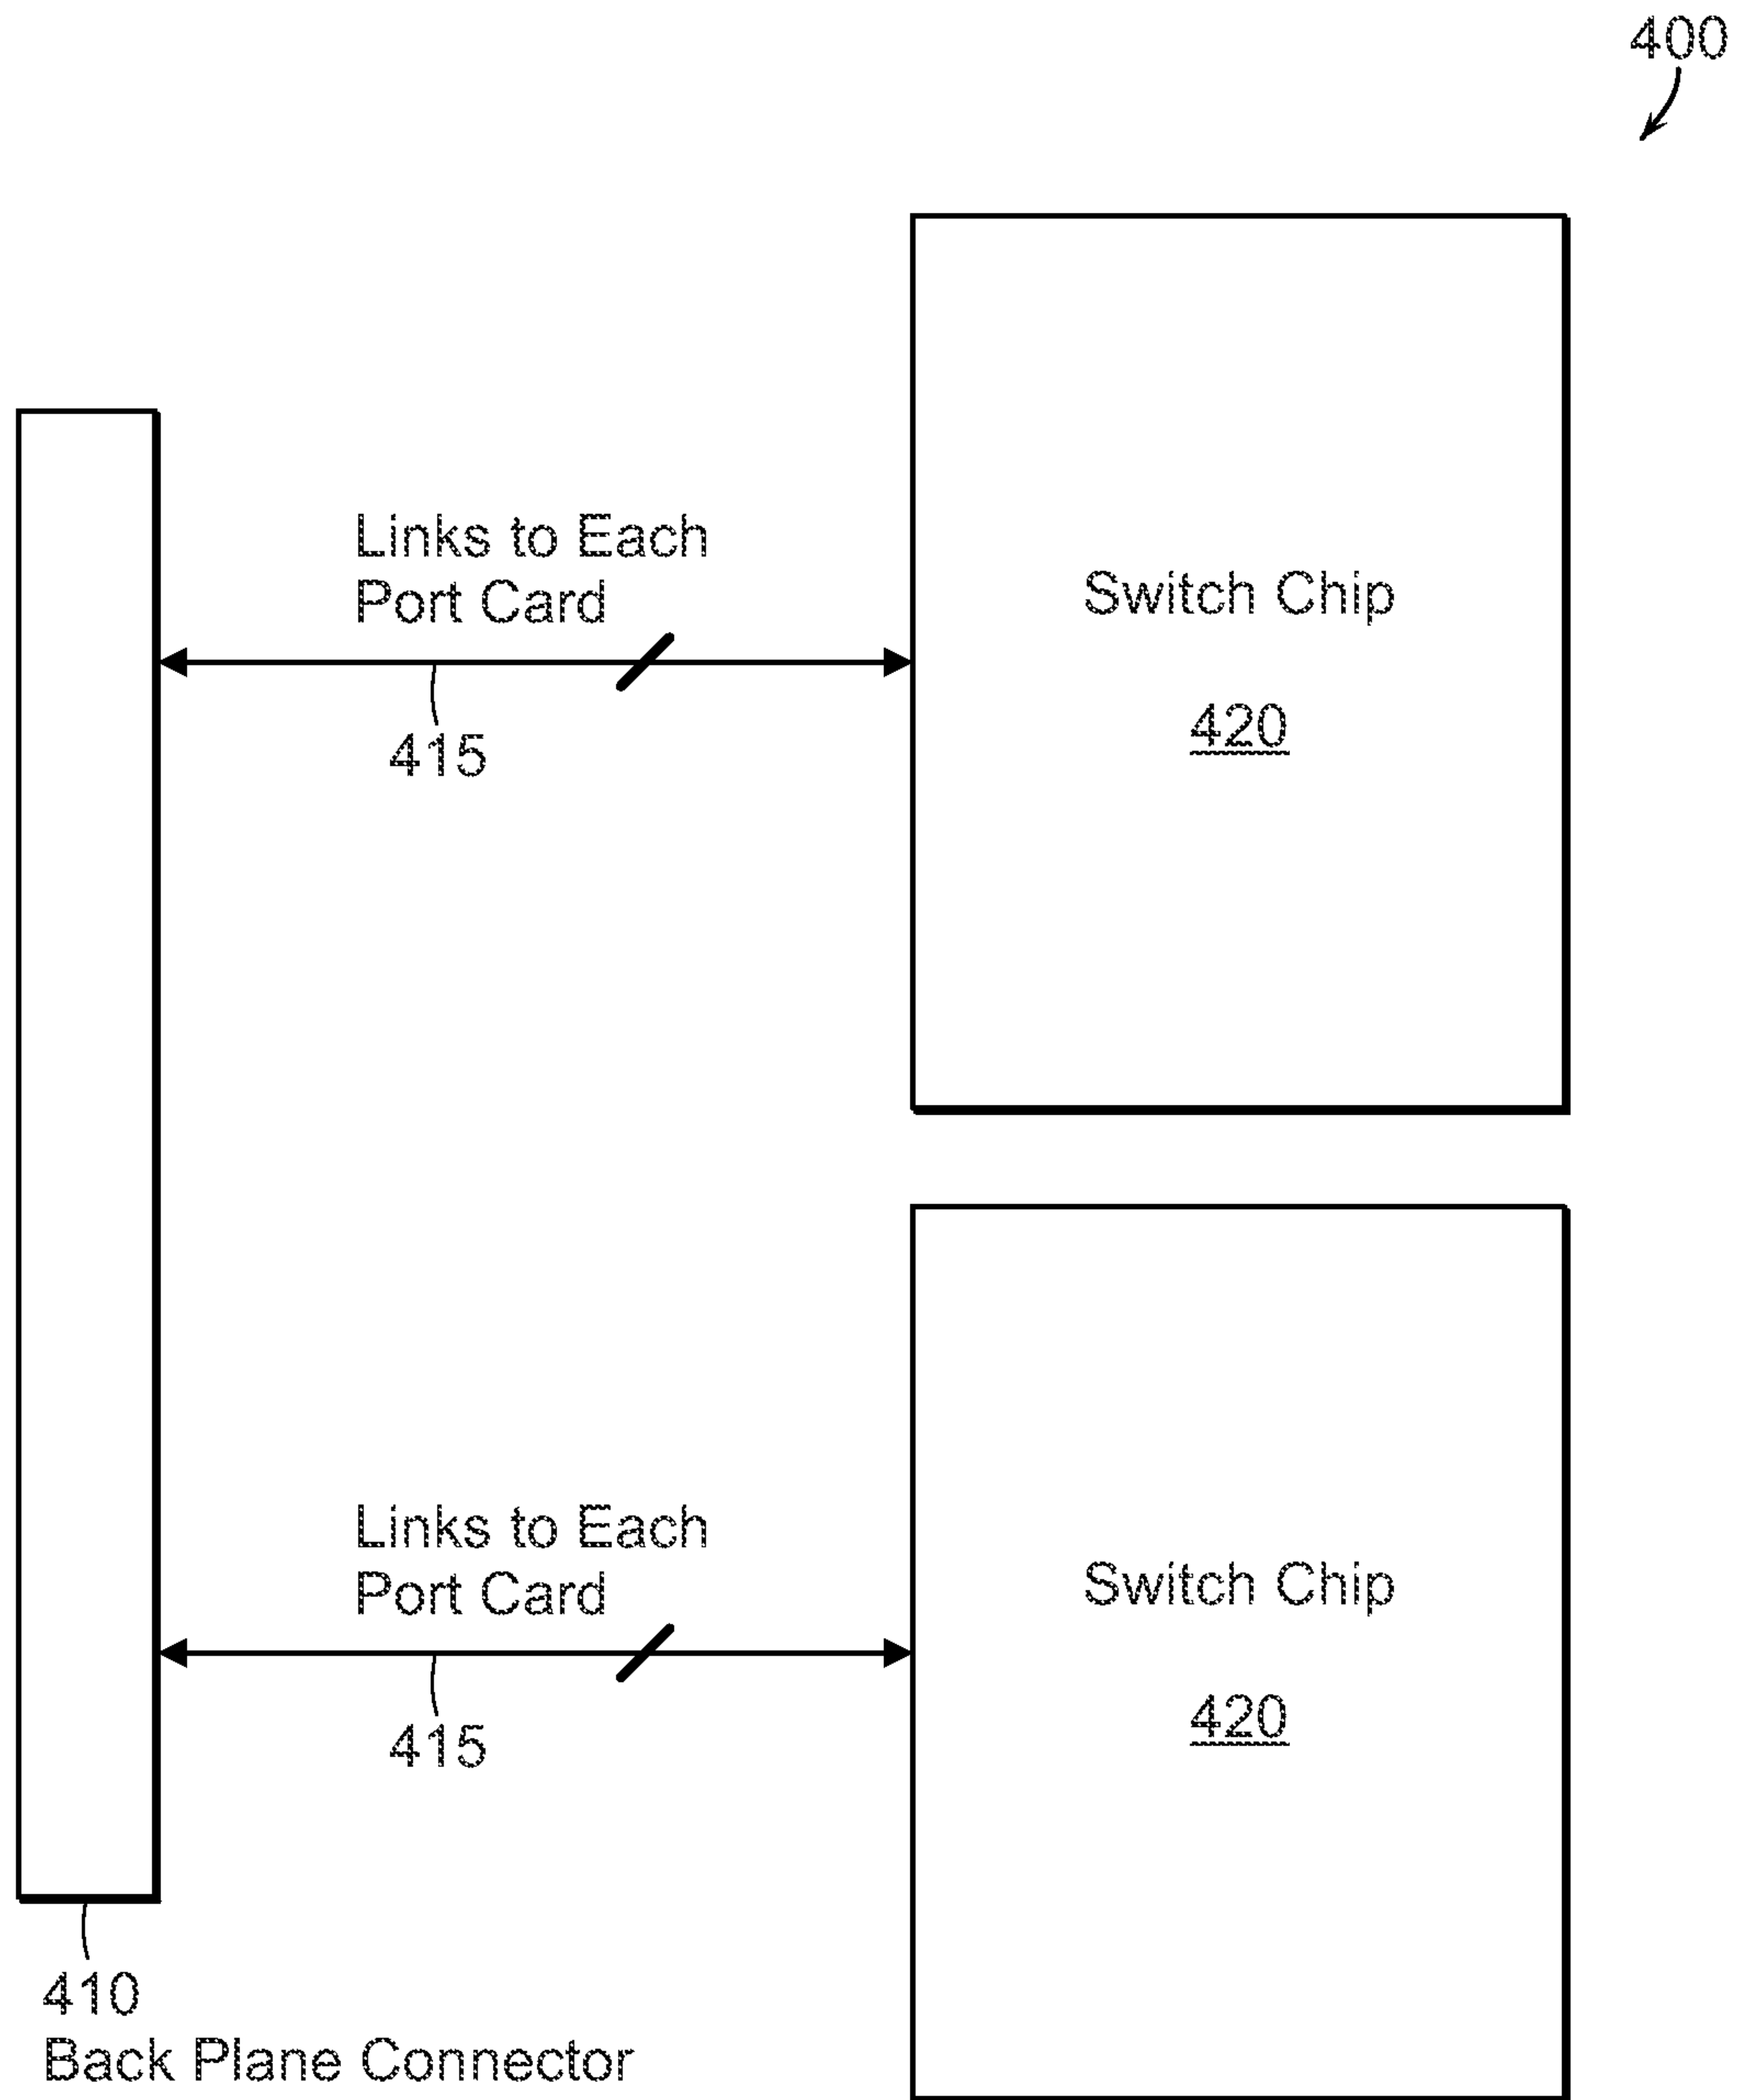 400
Links to Each
Port Card
415
Switch Chip
420
Links to Each
Port Card
415
Switch Chip
420
410
Back Plane Connector